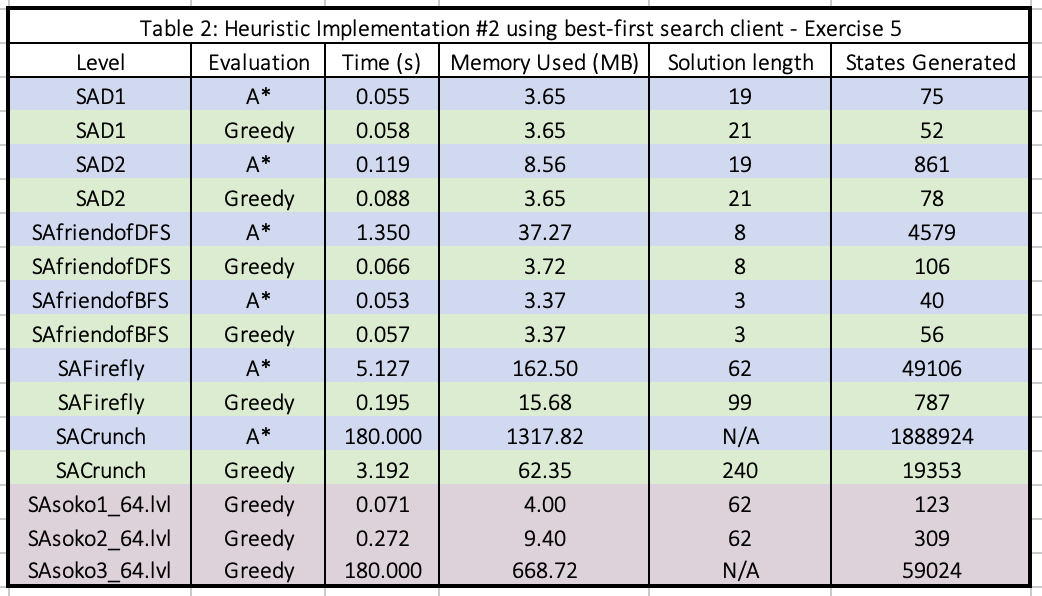 Table 2: Heuristic Implementation #2 using best-first search client - Exercise 5
Level Evaluation Time (s) Memory Used (MB) Solution length States Generated
SAD1 A* 0.055 3.65 19 75
SAD1 Greedy 0.058 3.65 21 52
SAD2 A* 0.119 8.56 19 861
SAD2 Greedy 0.088 3.65 21 78
SAfriendofDFS A* 1.350 37.27 8 4579
SAfriendofDFS Greedy 0.066 3.72 8 106
SAfriendofBFS A* 0.053 3.37 3 40
SAfriendofBFS Greedy 0.057 3.37 3 56
SAFirefly A* 5.127 162.50 62 49106
SAFirefly Greedy 0.195 15.68 99 787
SACrunch A* 180.000 1317.82 N/A 1888924
SACrunch Greedy 3.192 62.35 240 19353
SAsoko1_64.lvl Greedy 0.071 4.00 62 123
SAsoko2_64.lvl Greedy 0.272 9.40 62 309
SAsoko3_64.lvl Greedy 180.000 668.72 N/A 59024